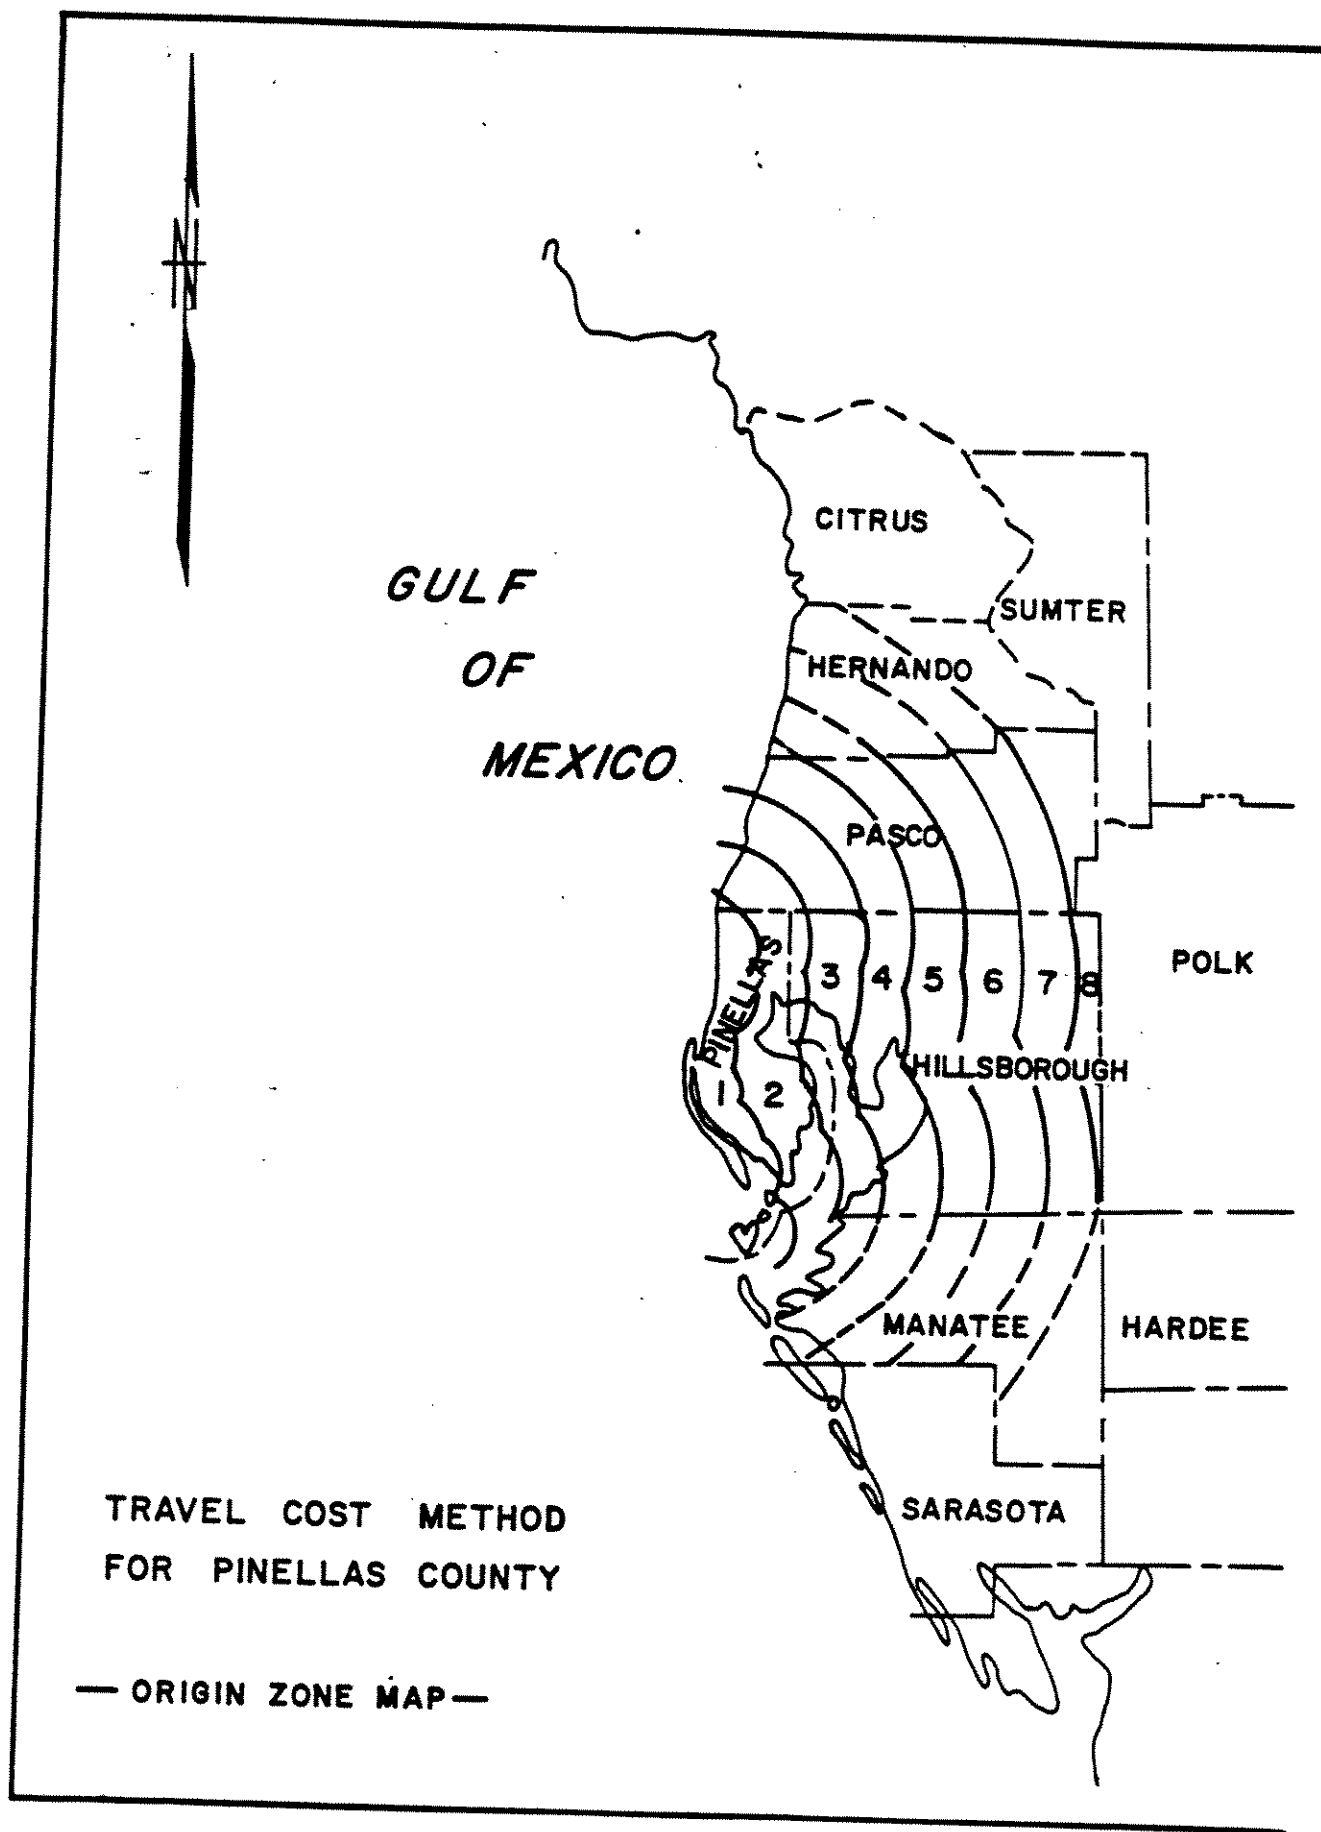 N
CITRUS
GULF
SUMTER
OF
HERNANDO
MEXICO
PASCO
PINELLAS
POLK
3 4 5 6 7 8
HILLSBOROUGH
1 2
MANATEE
HARDEE
SARASOTA
TRAVEL COST METHOD
FOR PINELLAS COUNTY
— ORIGIN ZONE MAP —